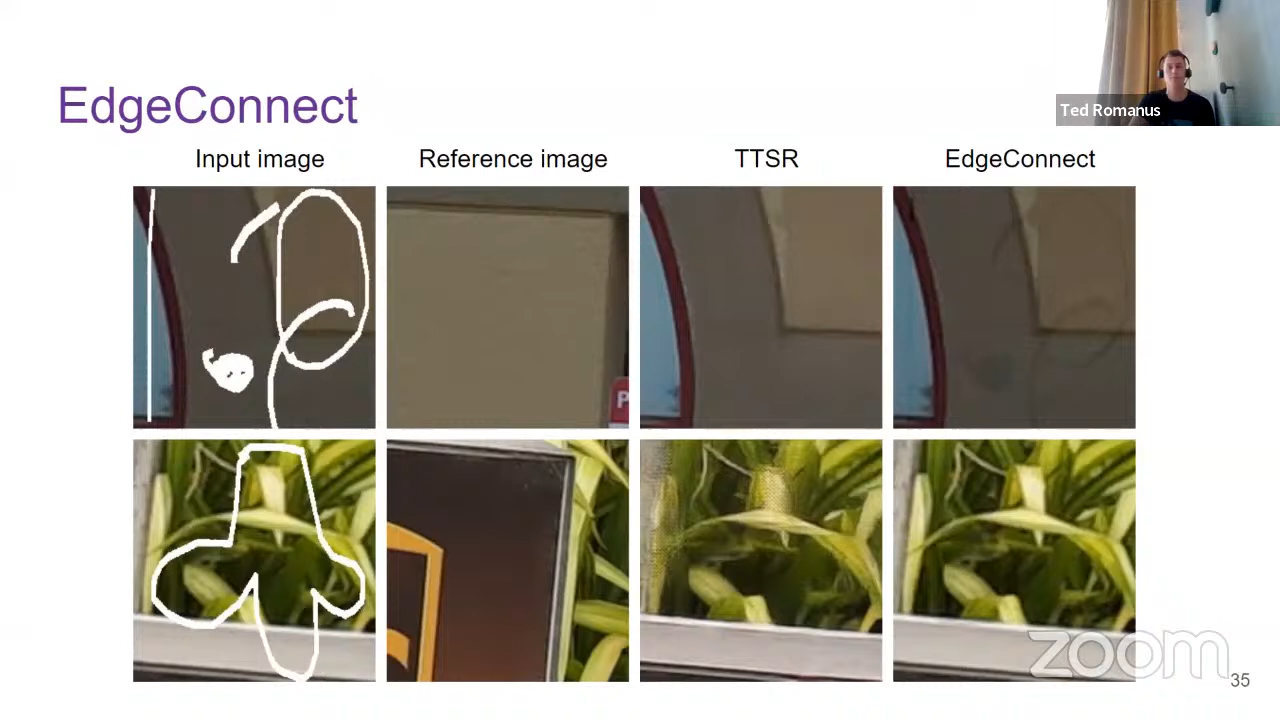 Ted Romanus
EdgeConnect
Input image
Reference image
TTSR
EdgeConnect
P
zoom
35